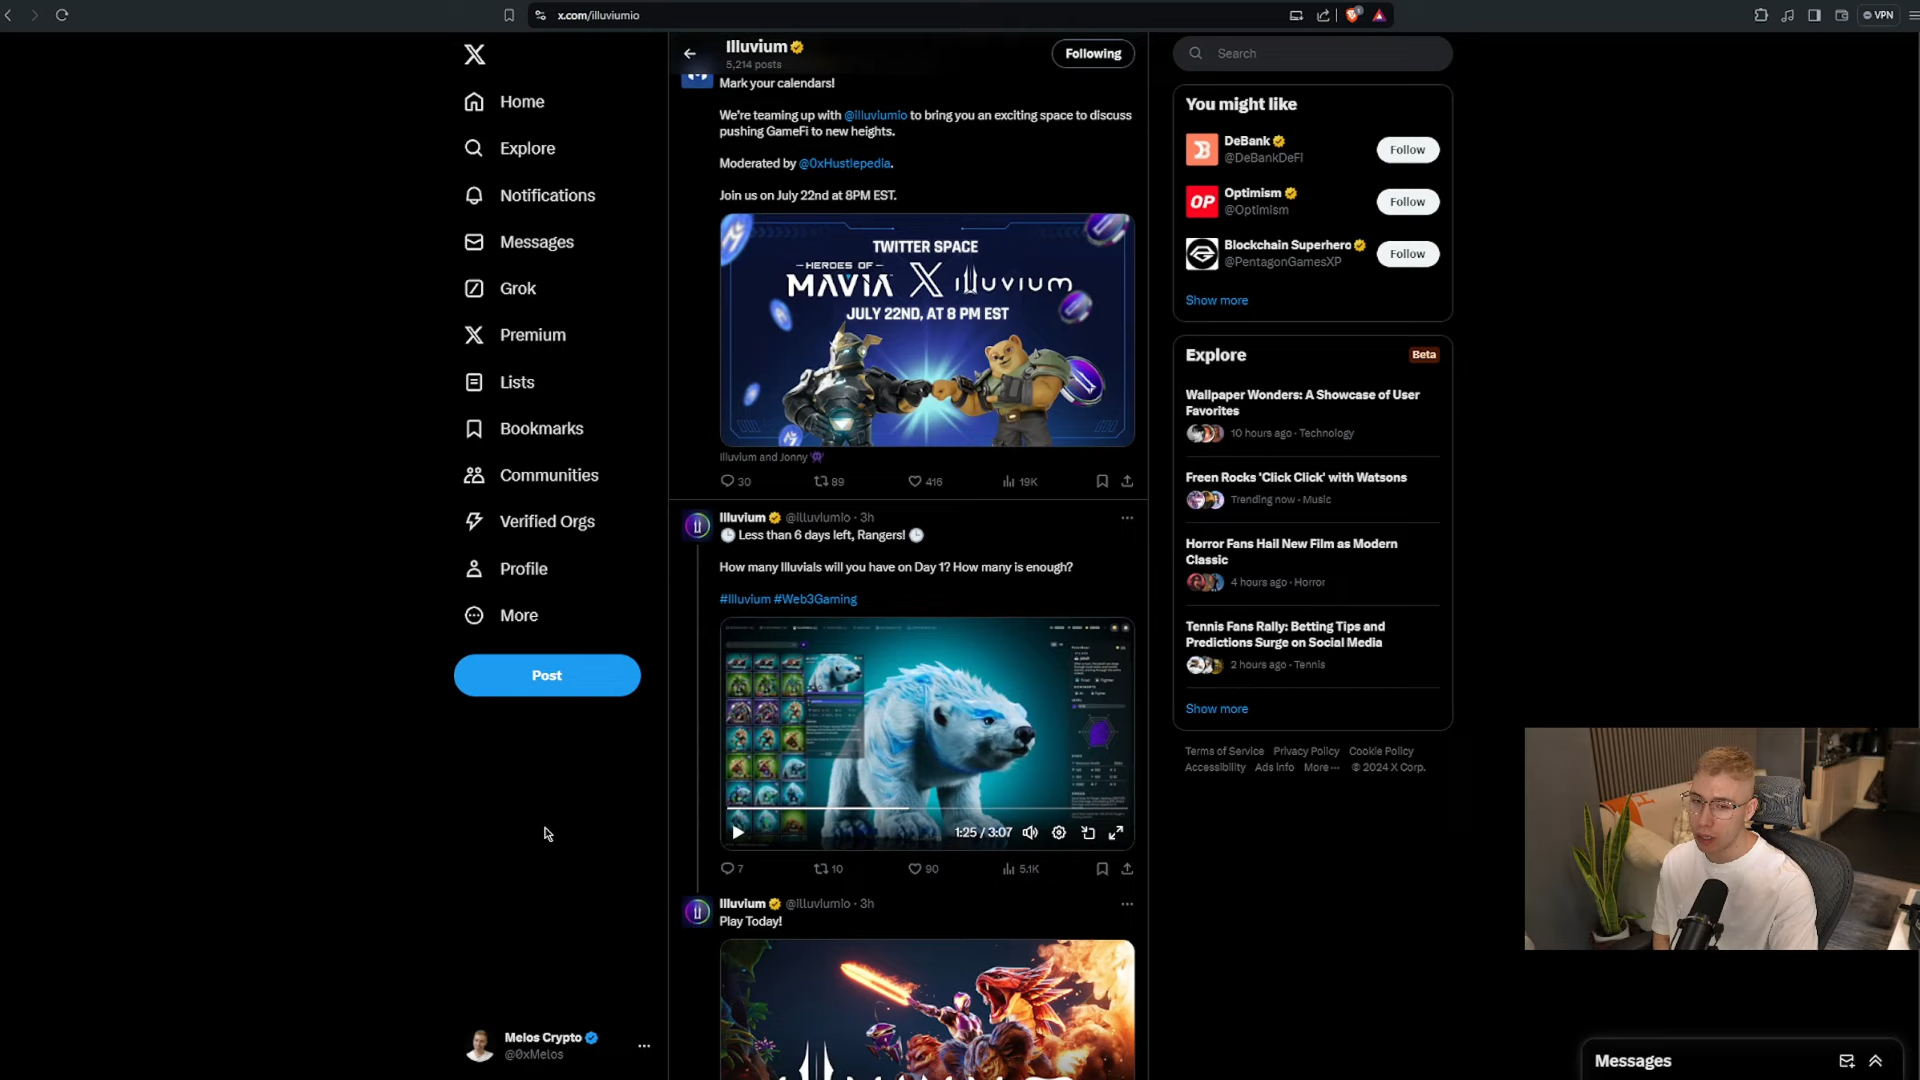 x.com/illuviumio
VPN
Home
Explore
Notifications
Messages
Grok
Premium
Lists
Bookmarks
Communities
Verified Orgs
Profile
More
Post
Melos Crypto
@0xMelos
Illuvium
5,214 posts
Following
Mark your calendars!
We're teaming up with @illuviumio to bring you an exciting space to discuss
pushing GameFi to new heights.
Moderated by @0xHustlepedia.
Join us on July 22nd at 8PM EST.
TWITTER SPACE
HEROES OF
MAVIA X illuvium
JULY 22ND, AT 8 PM EST
Illuvium and Jonny
30 89 416 19K
Illuvium @illuviumio · 3h
Less than 6 days left, Rangers!
How many Illuvials will you have on Day 1? How many is enough?
#Illuvium #Web3Gaming
1:25 / 3:07
7 10 90 5.1K
Illuvium @illuviumio · 3h
Play Today!
Search
You might like
DeBank
@DeBankDeFi
Follow
OP
Optimism
@Optimism
Follow
Blockchain Superhero
@PentagonGamesXP
Follow
Show more
Explore
Beta
Wallpaper Wonders: A Showcase of User
Favorites
10 hours ago · Technology
Freen Rocks 'Click Click' with Watsons
Trending now · Music
Horror Fans Hail New Film as Modern
Classic
4 hours ago · Horror
Tennis Fans Rally: Betting Tips and
Predictions Surge on Social Media
2 hours ago · Tennis
Show more
Terms of Service Privacy Policy Cookie Policy
Accessibility Ads info More ··· © 2024 X Corp.
Messages